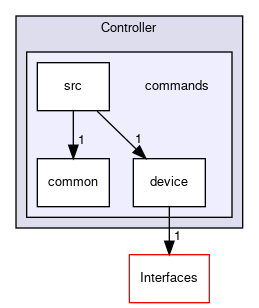 Controller
src
commands
1
1
common
device
1
Interfaces